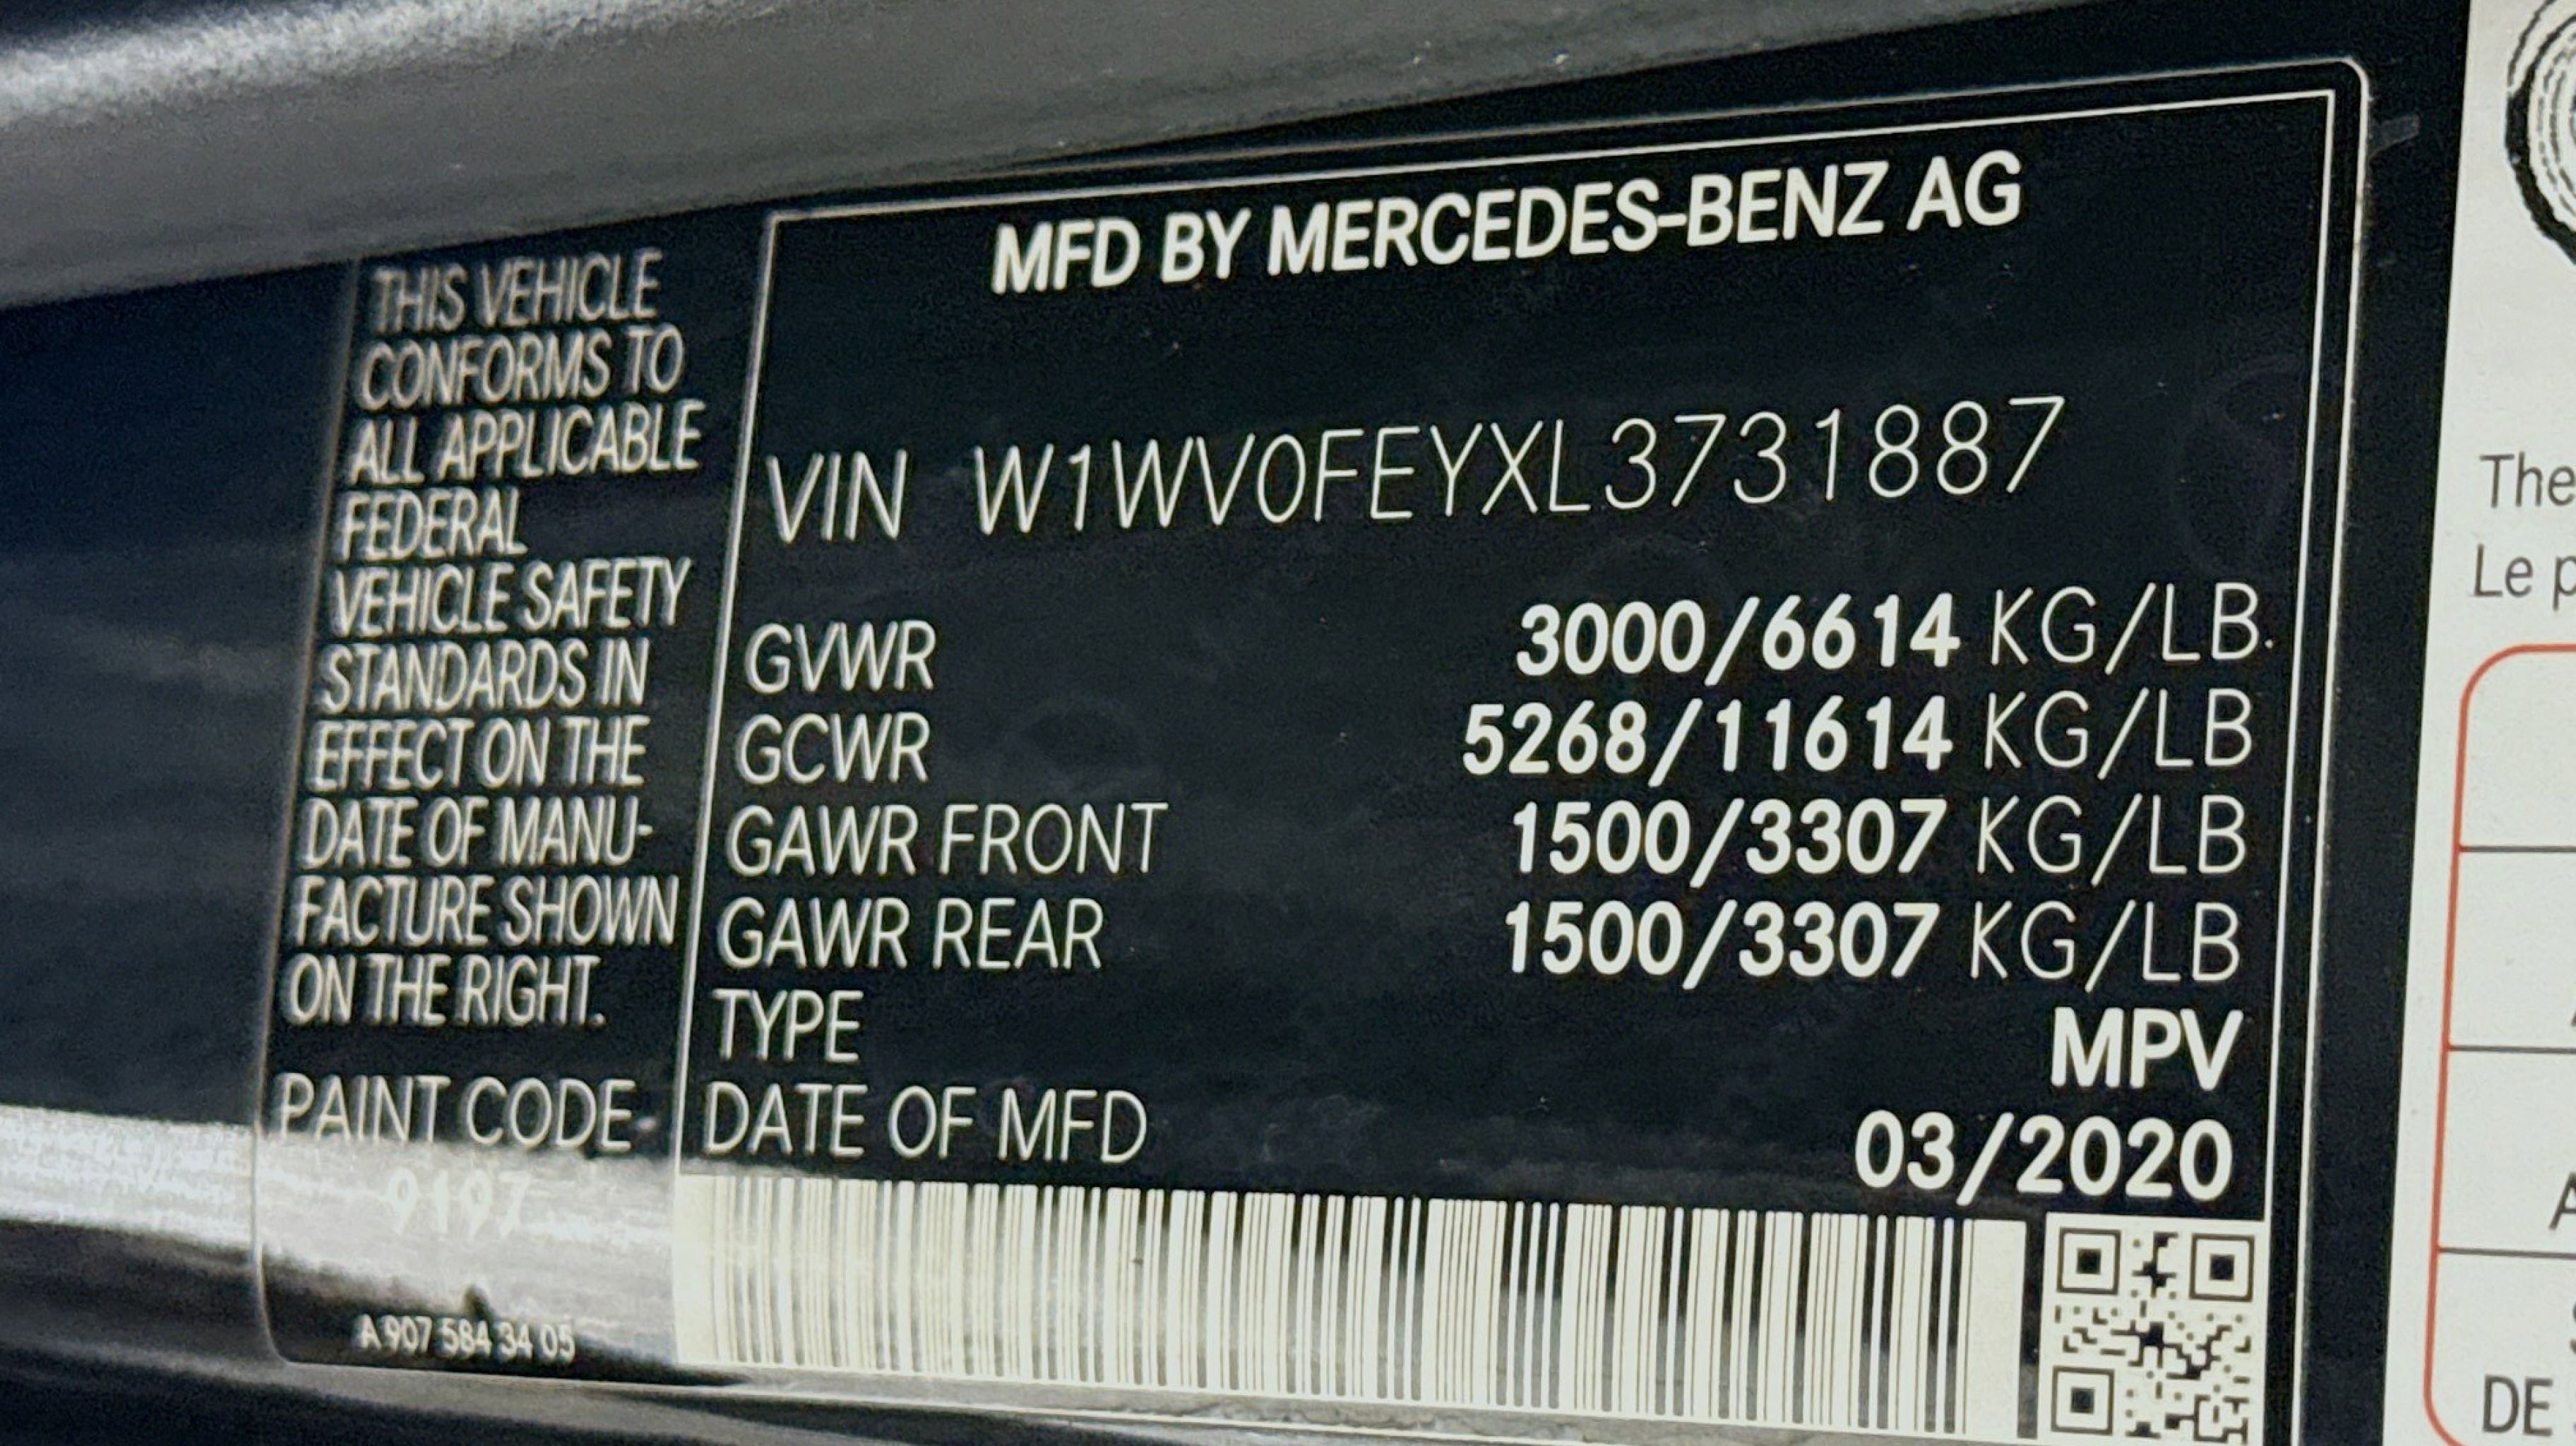 THIS VEHICLE
CONFORMS TO
ALL APPLICABLE
FEDERAL
VEHICLE SAFETY
STANDARDS IN
EFFECT ON THE
DATE OF MANU-
FACTURE SHOWN
ON THE RIGHT.
PAINT CODE
9197
A 907 584 34 05
MFD BY MERCEDES-BENZ AG
VIN W1WV0FEYXL3731887
GVWR 3000/6614 KG/LB
GCWR 5268/11614 KG/LB
GAWR FRONT 1500/3307 KG/LB
GAWR REAR 1500/3307 KG/LB
TYPE MPV
DATE OF MFD 03/2020
The
Le
DE